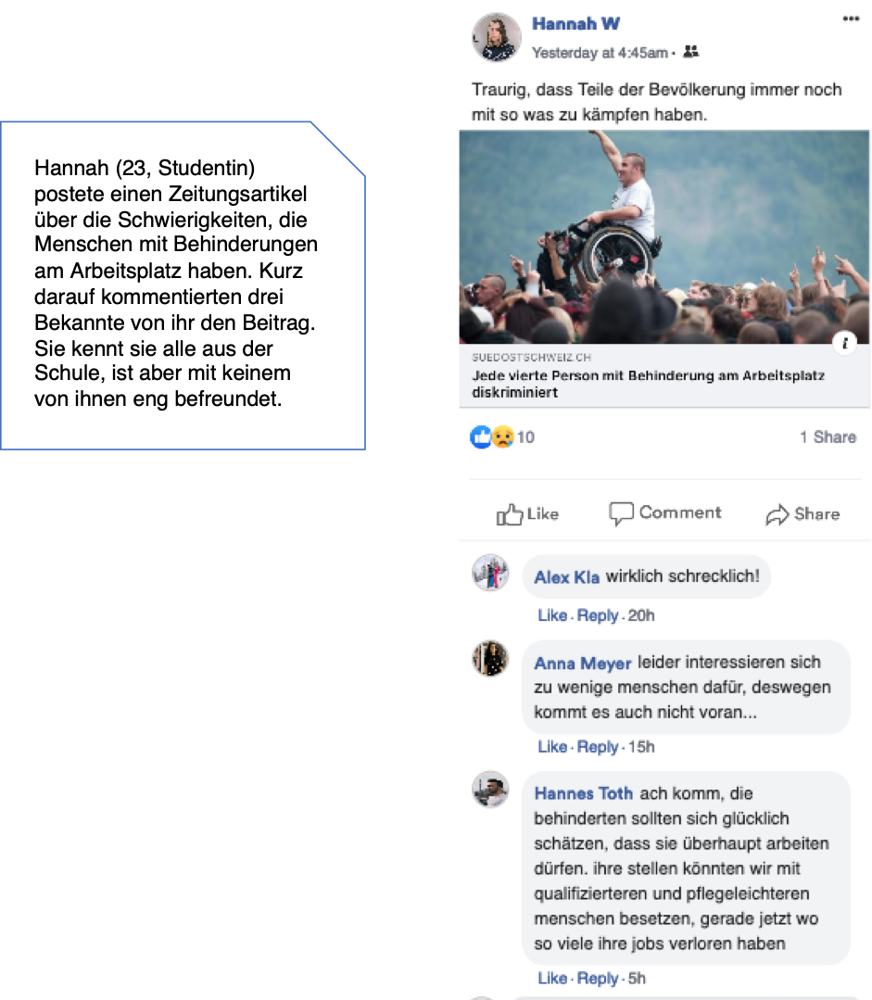 Hannah (23, Studentin)
postete einen Zeitungsartikel
über die Schwierigkeiten, die
Menschen mit Behinderungen
am Arbeitsplatz haben. Kurz
darauf kommentierten drei
Bekannte von ihr den Beitrag.
Sie kennt sie alle aus der
Schule, ist aber mit keinem
von ihnen eng befreundet.
Hannah W
Yesterday at 4:45am ·
Traurig, dass Teile der Bevölkerung immer noch
mit so was zu kämpfen haben.
i
SUEDOSTSCHWEIZ.CH
Jede vierte Person mit Behinderung am Arbeitsplatz
diskriminiert
10 1 Share
Like Comment Share
Alex Kla wirklich schrecklich!
Like · Reply · 20h
Anna Meyer leider interessieren sich
zu wenige menschen dafür, deswegen
kommt es auch nicht voran...
Like · Reply · 15h
Hannes Toth ach komm, die
behinderten sollten sich glücklich
schätzen, dass sie überhaupt arbeiten
dürfen. ihre stellen könnten wir mit
qualifizierteren und pflegeleichteren
menschen besetzen, gerade jetzt wo
so viele ihre jobs verloren haben
Like · Reply · 5h